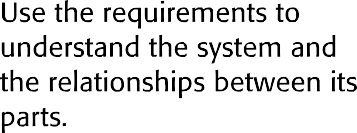 Use the requirements to
understand the system and
the relationships between its
parts.